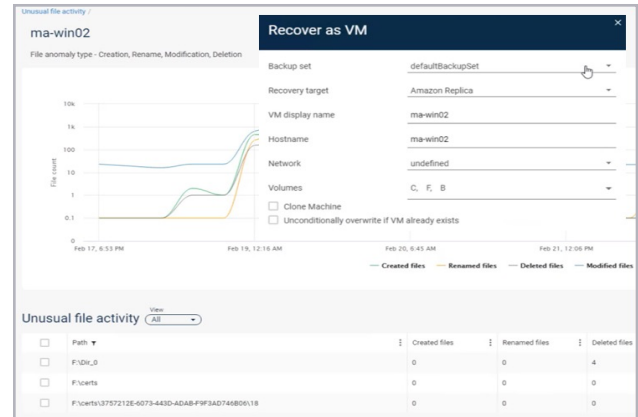 Unusual file activity /
ma-win02
File anomaly type - Creation, Rename, Modification, Deletion
Recover as VM
×
Backup set defaultBackupSet
Recovery target Amazon Replica
VM display name ma-win02
Hostname ma-win02
Network undefined
Volumes C, F, B
Clone Machine
Unconditionally overwrite if VM already exists
File count
10k
1k
100
10
1
0.1
0
Feb 17, 6:53 PM Feb 19, 12:16 AM Feb 20, 6:45 AM Feb 21, 12:06 PM
Created files Renamed files Deleted files Modified files
Unusual file activity View: All
Path Created files Renamed files Deleted files
F:\Dir_0 0 0 4
F:\certs 0 0 0
F:\certs\3757212E-6073-443D-ADAB-F9F3AD746B06\18 0 0 0